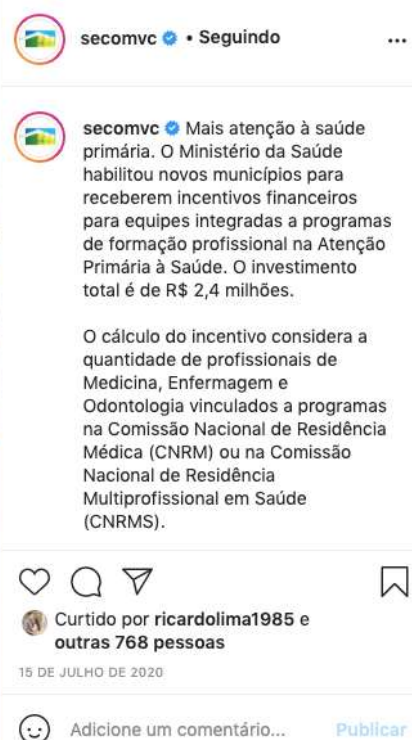 secomvc • Seguindo
secomvc Mais atenção à saúde
primária. O Ministério da Saúde
habilitou novos municípios para
receberem incentivos financeiros
para equipes integradas a programas
de formação profissional na Atenção
Primária à Saúde. O investimento
total é de R$ 2,4 milhões.
O cálculo do incentivo considera a
quantidade de profissionais de
Medicina, Enfermagem e
Odontologia vinculados a programas
na Comissão Nacional de Residência
Médica (CNRM) ou na Comissão
Nacional de Residência
Multiprofissional em Saúde
(CNRMS).
Curtido por ricardolima1985 e
outras 768 pessoas
15 DE JULHO DE 2020
Adicione um comentário... Publicar